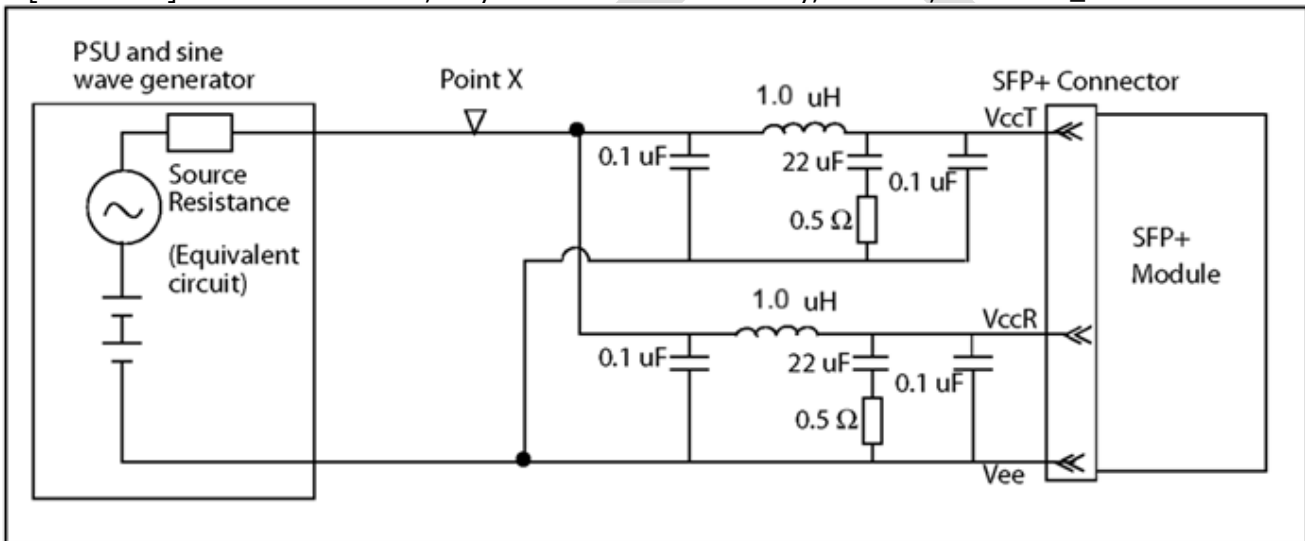 PSU and sine
wave generator
Point X
SFP+ Connector
1.0 uH
VccT
0.1 uF
22 uF
0.1 uF
Source
Resistance
0.5 Ω
(Equivalent
circuit)
SFP+
Module
1.0 uH
VccR
0.1 uF
22 uF
0.1 uF
0.5 Ω
Vee